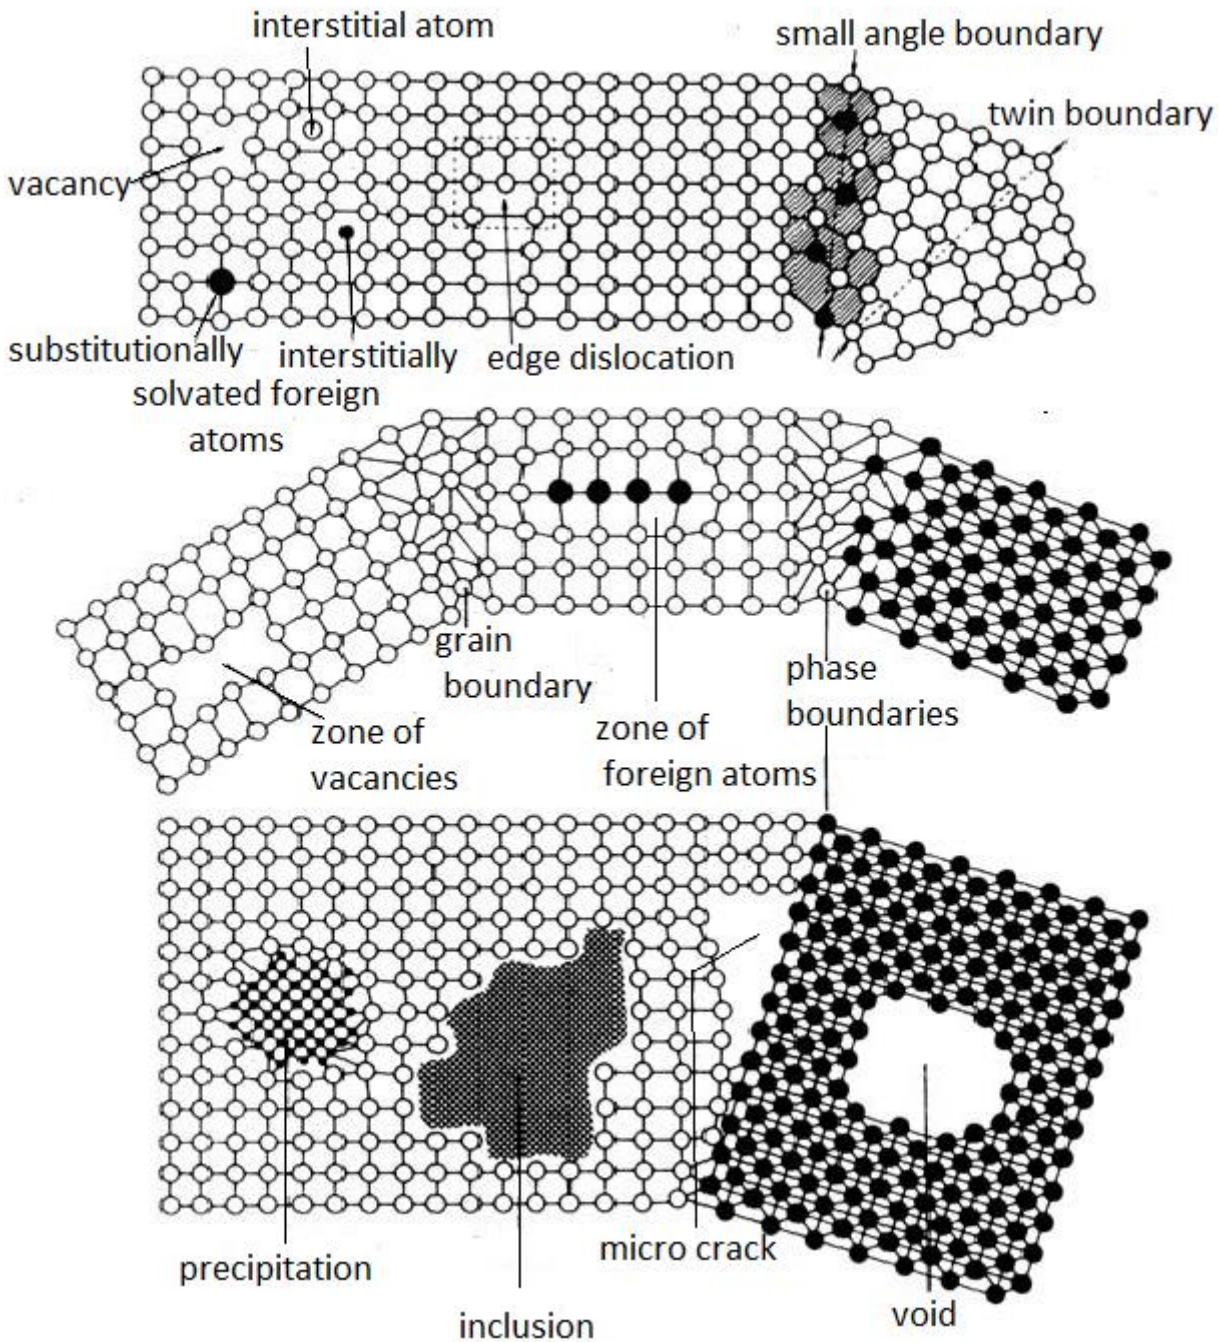 interstitial atom
small angle boundary
twin boundary
vacancy
substitutionally
interstitially
edge dislocation
solvated foreign
atoms
grain
boundary
phase
boundaries
zone of
vacancies
zone of
foreign atoms
micro crack
precipitation
void
inclusion